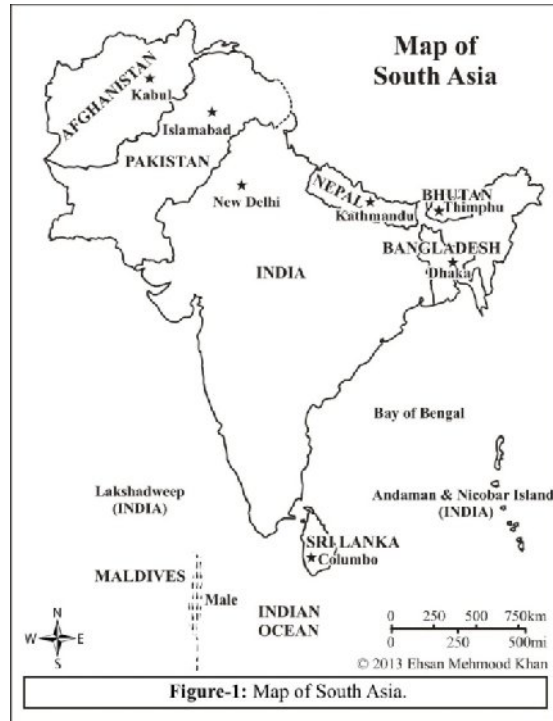 Map of
South Asia
AFGHANISTAN
Kabul
Islamabad
PAKISTAN
New Delhi
NEPAL
Kathmandu
BHUTAN
Thimphu
BANGLADESH
Dhaka
INDIA
Bay of Bengal
Lakshadweep
(INDIA)
Andaman & Nicobar Island
(INDIA)
SRI LANKA
Columbo
MALDIVES
Male
INDIAN
OCEAN
N
W E
S
0 250 500 750km
0 250 500mi
© 2013 Ehsan Mehmood Khan
Figure-1: Map of South Asia.